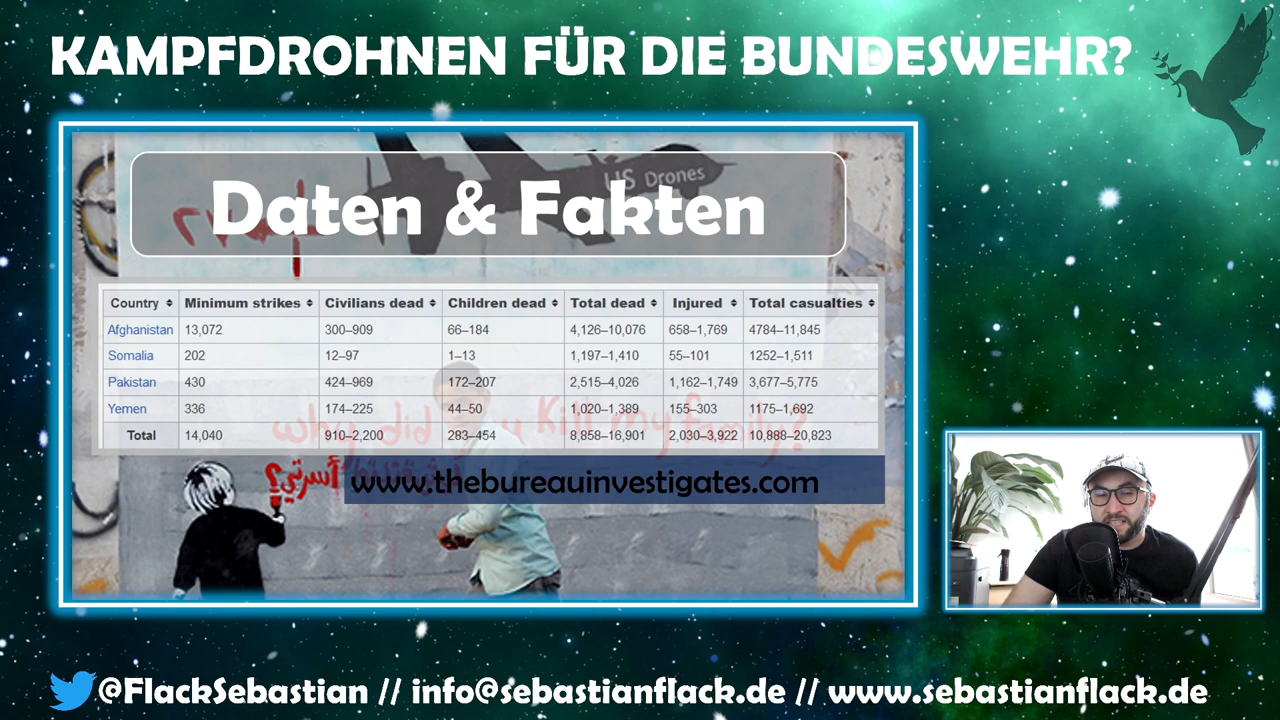 KAMPFDROHNEN FÜR DIE BUNDESWEHR?
US Drones
Daten & Fakten
Country Minimum strikes Civilians dead Children dead Total dead Injured Total casualties
Afghanistan 13,072 300–909 66–184 4,126–10,076 658–1,769 4784–11,845
Somalia 202 12–97 1–13 1,197–1,410 55–101 1252–1,511
Pakistan 430 424–969 172–207 2,515–4,026 1,162–1,749 3,677–5,775
Yemen 336 174–225 44–50 1,020–1,389 155–303 1175–1,692
Total 14,040 910–2,200 283–454 8,858–16,901 2,030–3,922 10,888–20,823
why did kill my family?
أسرتي؟
www.thebureauinvestigates.com
@FlackSebastian // info@sebastianflack.de // www.sebastianflack.de